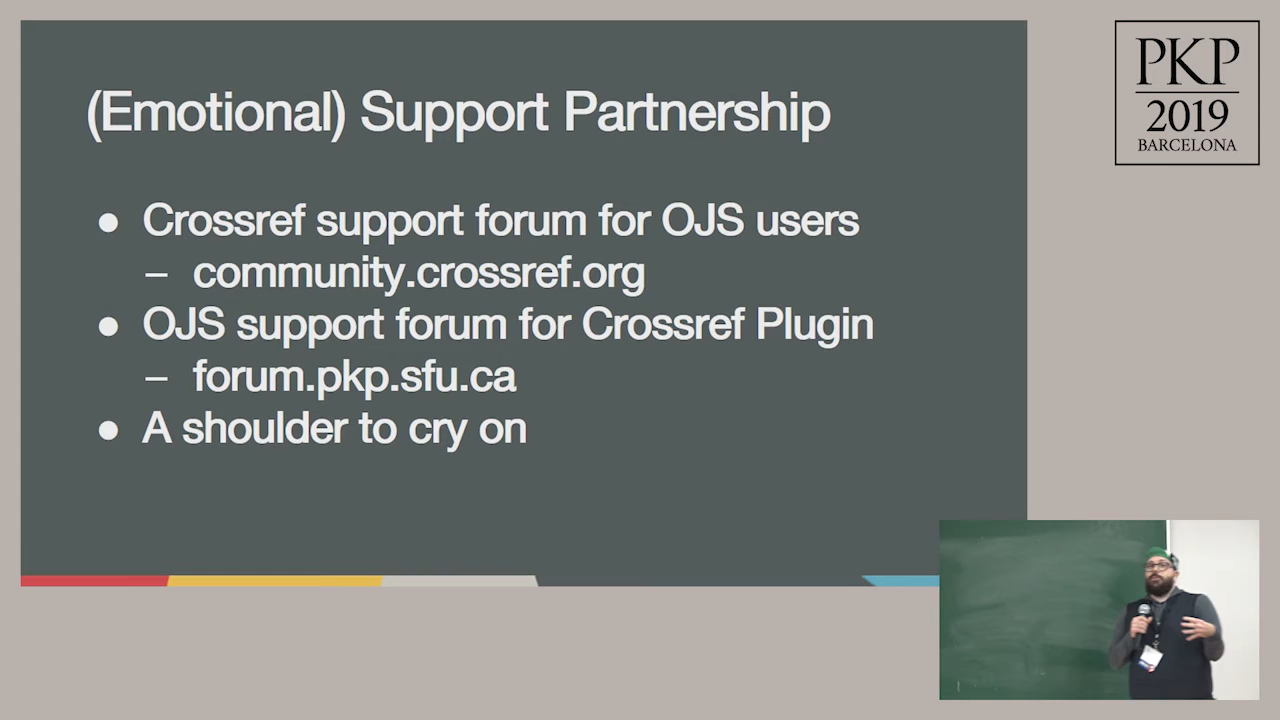 (Emotional) Support Partnership
● Crossref support forum for OJS users
– community.crossref.org
● OJS support forum for Crossref Plugin
– forum.pkp.sfu.ca
● A shoulder to cry on
PKP
2019
BARCELONA